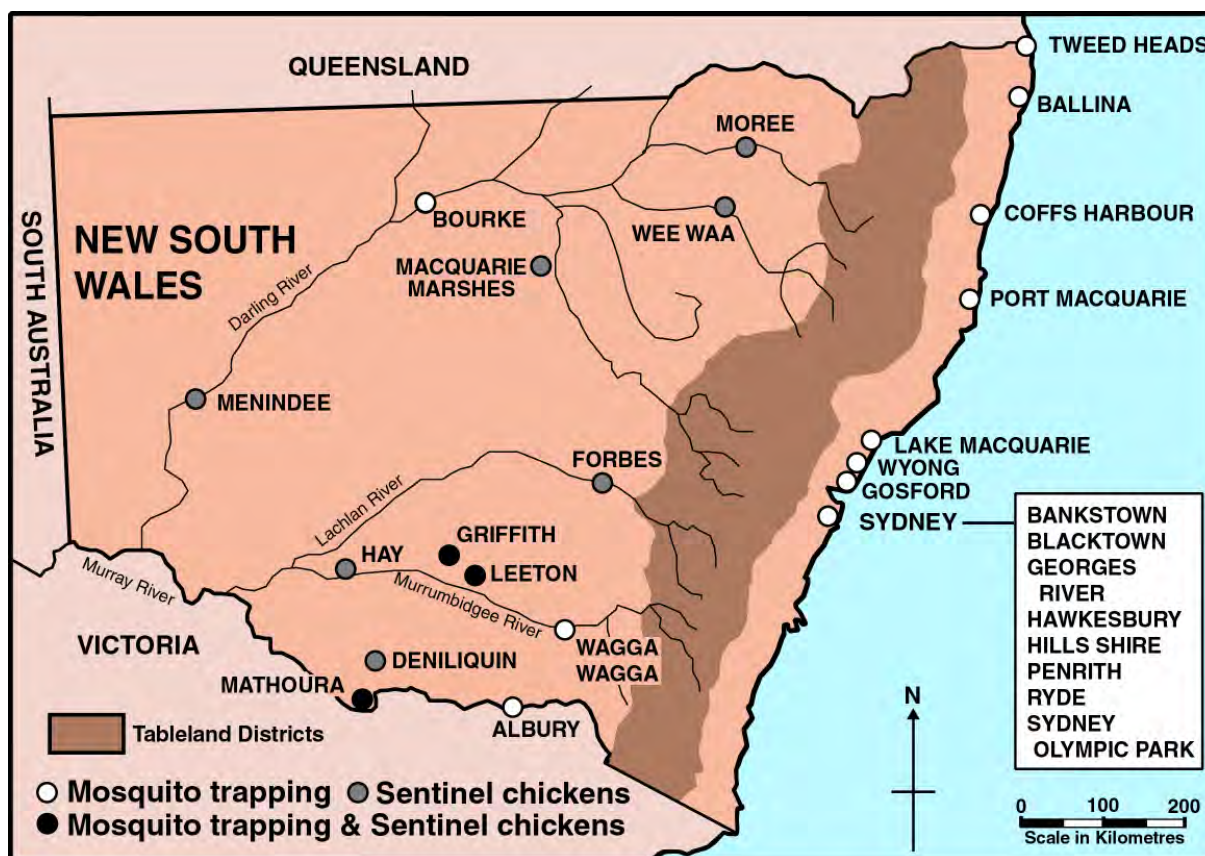 QUEENSLAND
TWEED HEADS
BALLINA
MOREE
BOURKE
WEE WAA
COFFS HARBOUR
SOUTH AUSTRALIA
NEW SOUTH
WALES
MACQUARIE
MARSHES
Darling River
PORT MACQUARIE
MENINDEE
LAKE MACQUARIE
WYONG
GOSFORD
FORBES
SYDNEY
Lachlan River
GRIFFITH
HAY
LEETON
Murray River
Murrumbidgee River
VICTORIA
WAGGA
WAGGA
DENILIQUIN
MATHOURA
ALBURY
BANKSTOWN
BLACKTOWN
GEORGES
RIVER
HAWKESBURY
HILLS SHIRE
PENRITH
RYDE
SYDNEY
OLYMPIC PARK
N
Tableland Districts
Mosquito trapping
Sentinel chickens
Mosquito trapping & Sentinel chickens
0 100 200
Scale in Kilometres